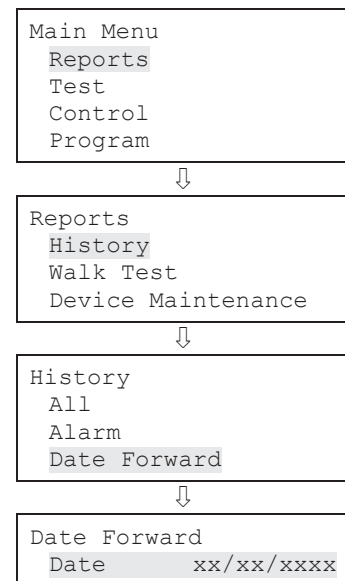 Main Menu
Reports
Test
Control
Program
Reports
History
Walk Test
Device Maintenance
History
All
Alarm
Date Forward
Date Forward
Date xx/xx/xxxx